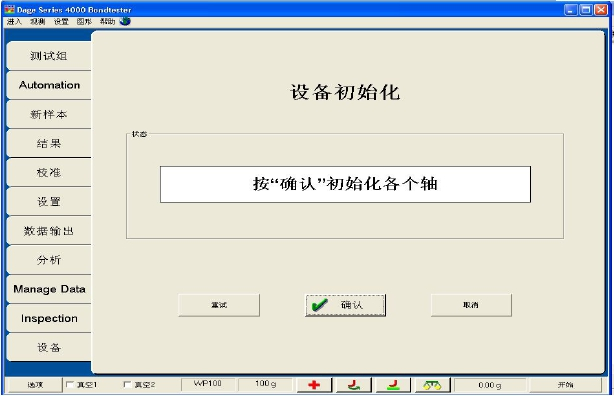 Dage Series 4000 Bondtester
进入 观测 设置 图形 帮助
测试组
Automation
新样本
结果
校准
设置
数据输出
分析
Manage Data
Inspection
设备
设备初始化
状态
按“确认”初始化各个轴
重试
确认
取消
选项 真空1 真空2 WP100 100 g 0.00 g 开始